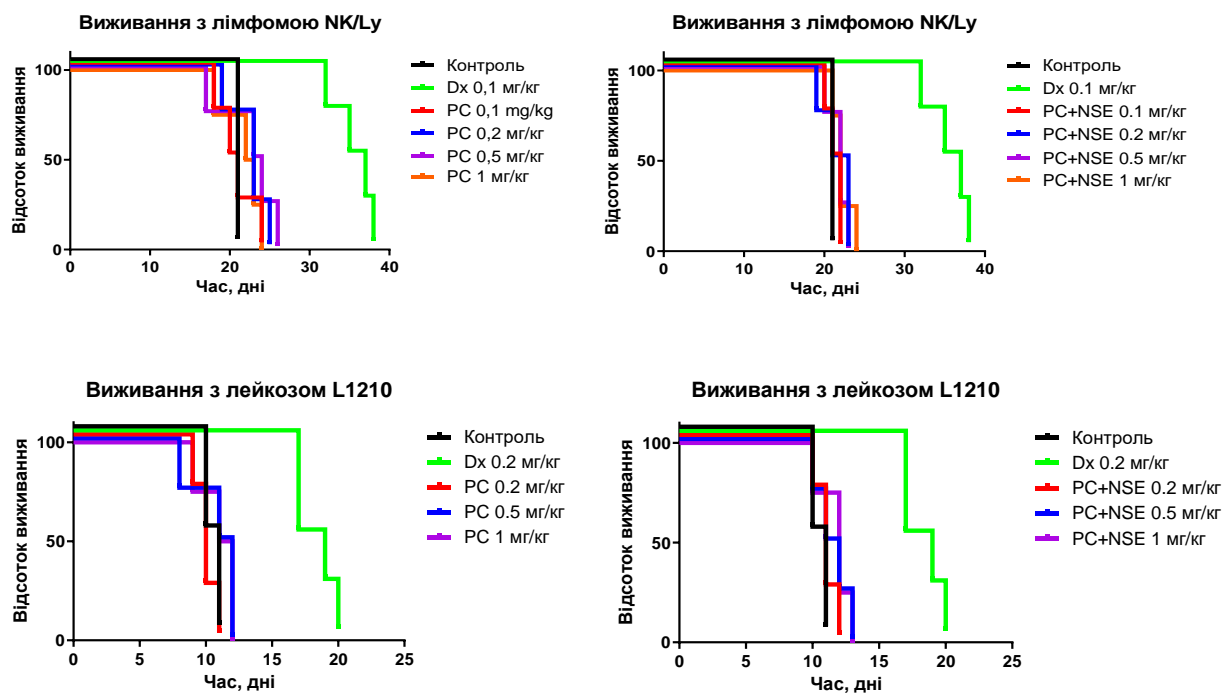 Виживання з лімфомою NK/Ly
Відсоток виживання
100
50
0
0 10 20 30 40
Час, дні
Контроль
Dx 0,1 мг/кг
PC 0,1 mg/kg
PC 0,2 мг/кг
PC 0,5 мг/кг
PC 1 мг/кг
Виживання з лімфомою NK/Ly
Відсоток виживання
100
50
0
0 10 20 30 40
Час, дні
Контроль
Dx 0.1 мг/кг
PC+NSE 0.1 мг/кг
PC+NSE 0.2 мг/кг
PC+NSE 0.5 мг/кг
PC+NSE 1 мг/кг
Виживання з лейкозом L1210
Відсоток виживання
100
50
0
0 5 10 15 20 25
Час, дні
Контроль
Dx 0.2 мг/кг
PC 0.2 мг/кг
PC 0.5 мг/кг
PC 1 мг/кг
Виживання з лейкозом L1210
Відсоток виживання
100
50
0
0 5 10 15 20 25
Час, дні
Контроль
Dx 0.2 мг/кг
PC+NSE 0.2 мг/кг
PC+NSE 0.5 мг/кг
PC+NSE 1 мг/кг